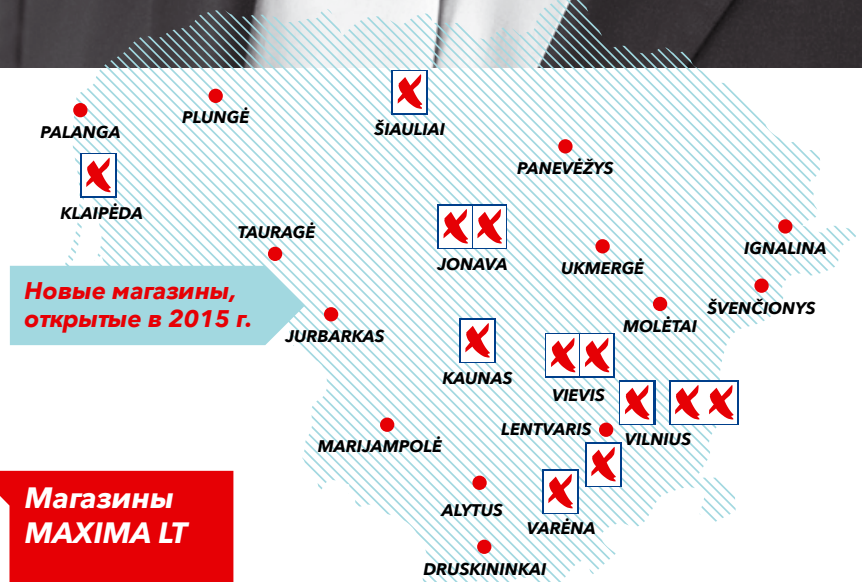 PLUNGĖ
PALANGA
ŠIAULIAI
PANEVĖŽYS
KLAIPĖDA
TAURAGĖ
IGNALINA
JONAVA
UKMERGĖ
Новые магазины,
открытые в 2015 г.
ŠVENČIONYS
MOLĖTAI
JURBARKAS
KAUNAS
VIEVIS
LENTVARIS
VILNIUS
MARIJAMPOLĖ
Магазины
MAXIMA LT
ALYTUS
VARĖNA
DRUSKININKAI